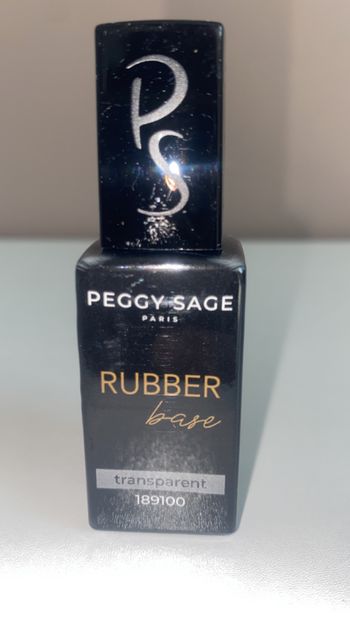 PS
PEGGY SAGE
PARIS
RUBBER
base
transparent
189100